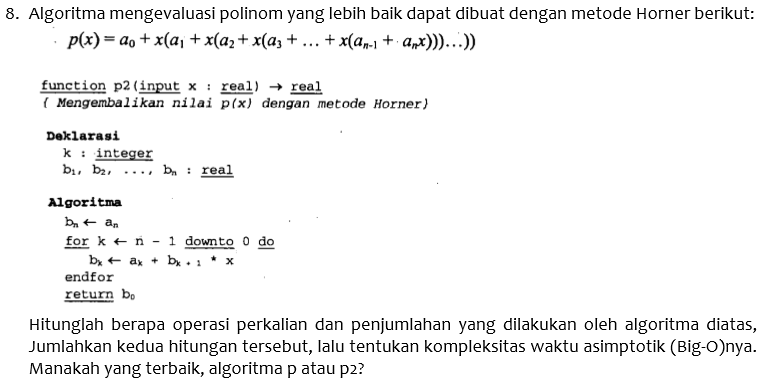 8. Algoritma mengevaluasi polinom yang lebih baik dapat dibuat dengan metode Horner berikut:
p(x) = a₀ + x(a₁ + x(a₂ + x(a₃ + ... + x(aₙ₋₁ + aₙx)))...))
function p2(input x : real) → real
{ Mengembalikan nilai p(x) dengan metode Horner}
Deklarasi
k : integer
b₁, b₂, ..., bₙ : real
Algoritma
bₙ ← aₙ
for k ← n - 1 downto 0 do
bₖ ← aₖ + bₖ₊₁ * x
endfor
return b₀
Hitunglah berapa operasi perkalian dan penjumlahan yang dilakukan oleh algoritma diatas,
Jumlahkan kedua hitungan tersebut, lalu tentukan kompleksitas waktu asimptotik (Big-O)nya.
Manakah yang terbaik, algoritma p atau p2?